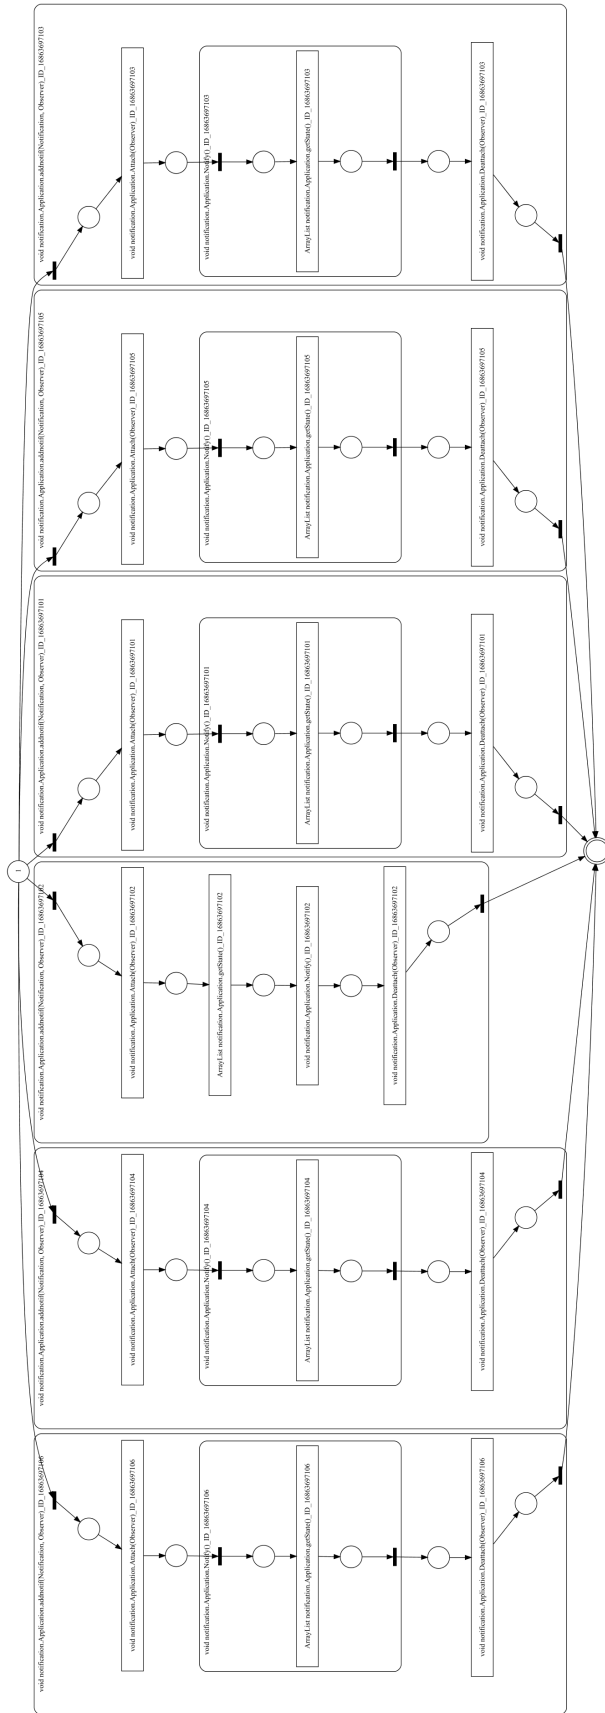 void notification.Application.addnotif(Notification, Observer)_ID_16863697103
void notification.Application.Attach(Observer)_ID_16863697103
void notification.Application.Notify()_ID_16863697103
ArrayList notification.Application.getState()_ID_16863697103
void notification.Application.Deattach(Observer)_ID_16863697103
void notification.Application.addnotif(Notification, Observer)_ID_16863697105
void notification.Application.Attach(Observer)_ID_16863697105
void notification.Application.Notify()_ID_16863697105
ArrayList notification.Application.getState()_ID_16863697105
void notification.Application.Deattach(Observer)_ID_16863697105
void notification.Application.addnotif(Notification, Observer)_ID_16863697101
void notification.Application.Attach(Observer)_ID_16863697101
void notification.Application.Notify()_ID_16863697101
ArrayList notification.Application.getState()_ID_16863697101
void notification.Application.Deattach(Observer)_ID_16863697101
1
void notification.Application.addnotif(Notification, Observer)_ID_16863697102
void notification.Application.Attach(Observer)_ID_16863697102
ArrayList notification.Application.getState()_ID_16863697102
void notification.Application.Notify()_ID_16863697102
void notification.Application.Deattach(Observer)_ID_16863697102
void notification.Application.addnotif(Notification, Observer)_ID_16863697104
void notification.Application.Attach(Observer)_ID_16863697104
void notification.Application.Notify()_ID_16863697104
ArrayList notification.Application.getState()_ID_16863697104
void notification.Application.Deattach(Observer)_ID_16863697104
void notification.Application.addnotif(Notification, Observer)_ID_16863697106
void notification.Application.Attach(Observer)_ID_16863697106
void notification.Application.Notify()_ID_16863697106
ArrayList notification.Application.getState()_ID_16863697106
void notification.Application.Deattach(Observer)_ID_16863697106